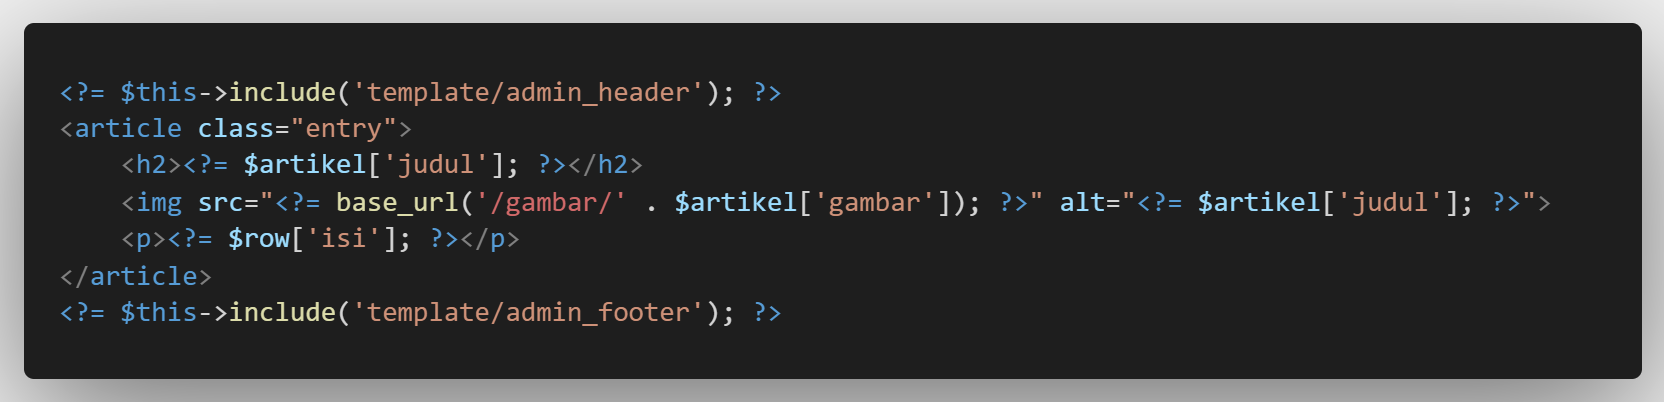 <?= $this->include('template/admin_header'); ?>
<article class="entry">
    <h2><?= $artikel['judul']; ?></h2>
    <img src="<?= base_url('/gambar/' . $artikel['gambar']); ?>" alt="<?= $artikel['judul']; ?>">
    <p><?= $row['isi']; ?></p>
</article>
<?= $this->include('template/admin_footer'); ?>